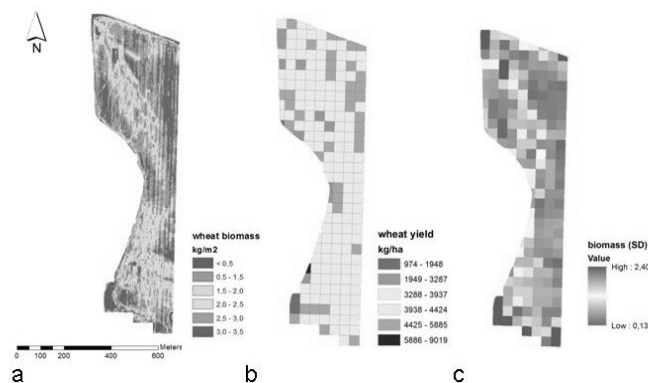 N
wheat biomass
kg/m2
< 0,5
0,5 - 1,5
1,5 - 2,0
2,0 - 2,5
2,5 - 3,0
3,0 - 3,5
0 100 200 400 600 Meters
a
wheat yield
kg/ha
974 - 1948
1949 - 3287
3288 - 3937
3938 - 4424
4425 - 5885
5886 - 9019
b
biomass (SD)
Value
High : 2,40
Low : 0,13
c